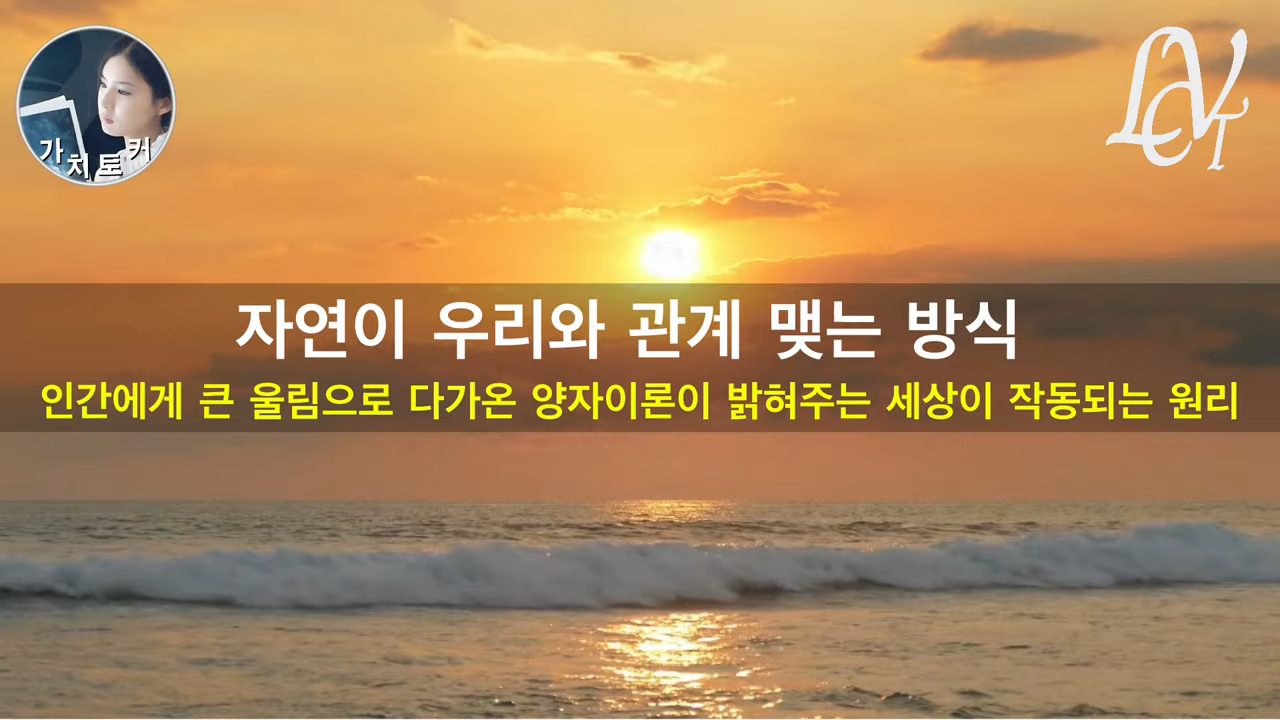 가치토커
LOVT
자연이 우리와 관계 맺는 방식
인간에게 큰 울림으로 다가온 양자이론이 밝혀주는 세상이 작동되는 원리